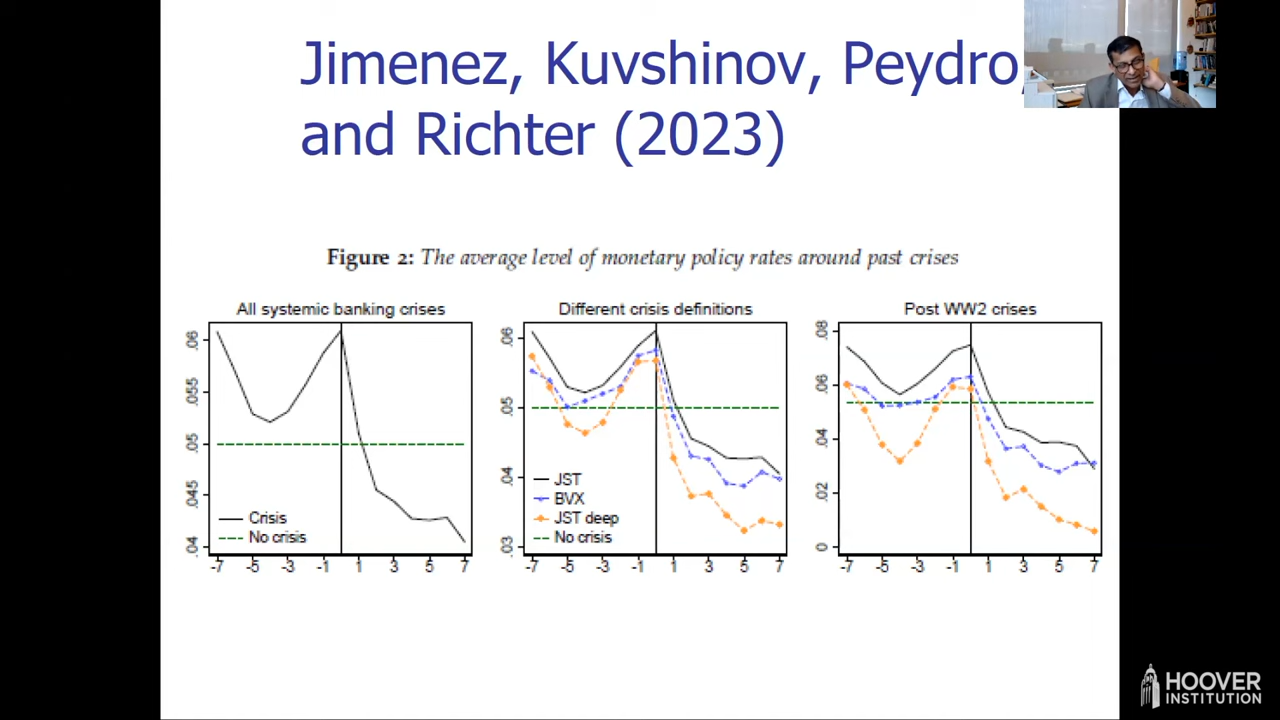 Jimenez, Kuvshinov, Peydro,
and Richter (2023)
Figure 2: The average level of monetary policy rates around past crises
All systemic banking crises
.06
.055
.05
.045
.04
Crisis
No crisis
-7 -5 -3 -1 1 3 5 7
Different crisis definitions
.06
.05
.04
.03
JST
BVX
JST deep
No crisis
-7 -5 -3 -1 1 3 5 7
Post WW2 crises
.08
.06
.04
.02
0
-7 -5 -3 -1 1 3 5 7
HOOVER
INSTITUTION